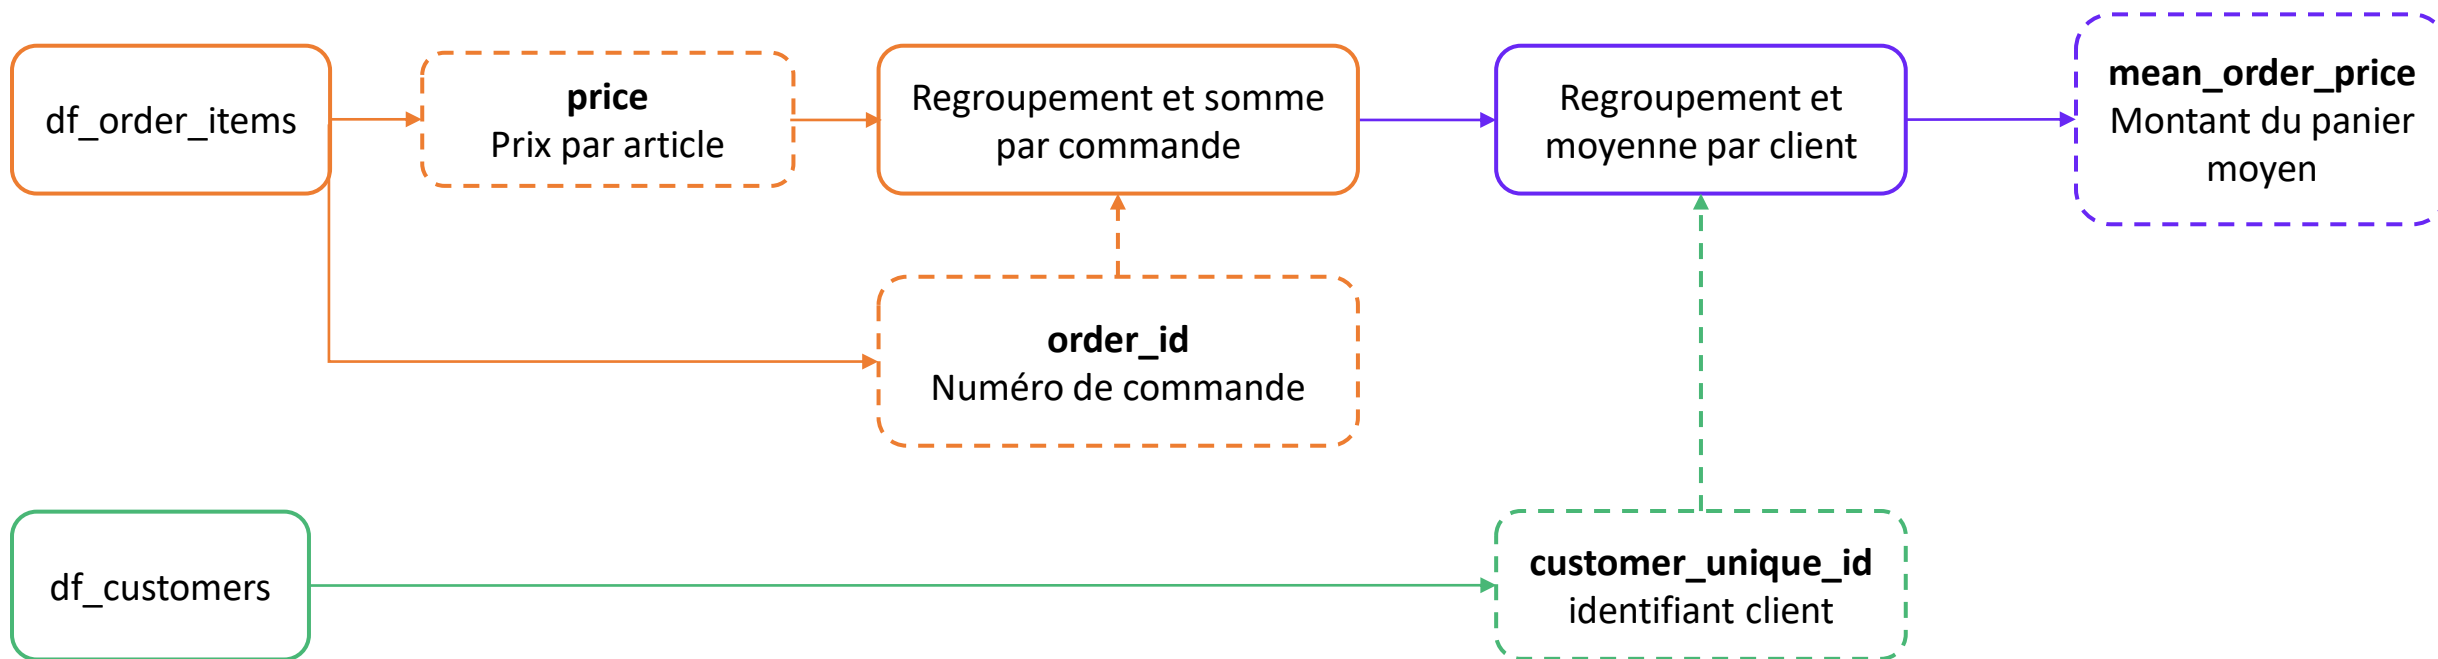 df_order_items
price
Prix par article
Regroupement et somme
par commande
Regroupement et
moyenne par client
mean_order_price
Montant du panier
moyen
order_id
Numéro de commande
df_customers
customer_unique_id
identifiant client